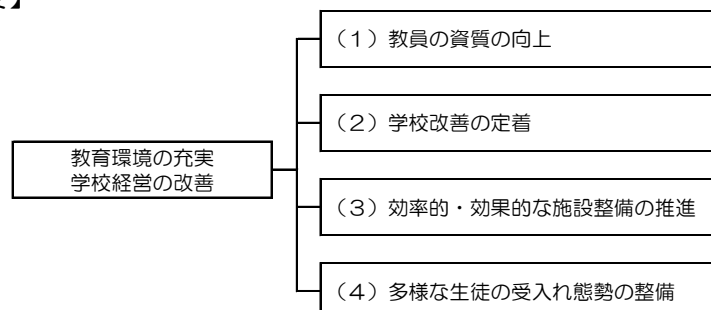 】
教育環境の充実
学校経営の改善
（１）教員の資質の向上
（２）学校改善の定着
（３）効率的・効果的な施設整備の推進
（４）多様な生徒の受入れ態勢の整備